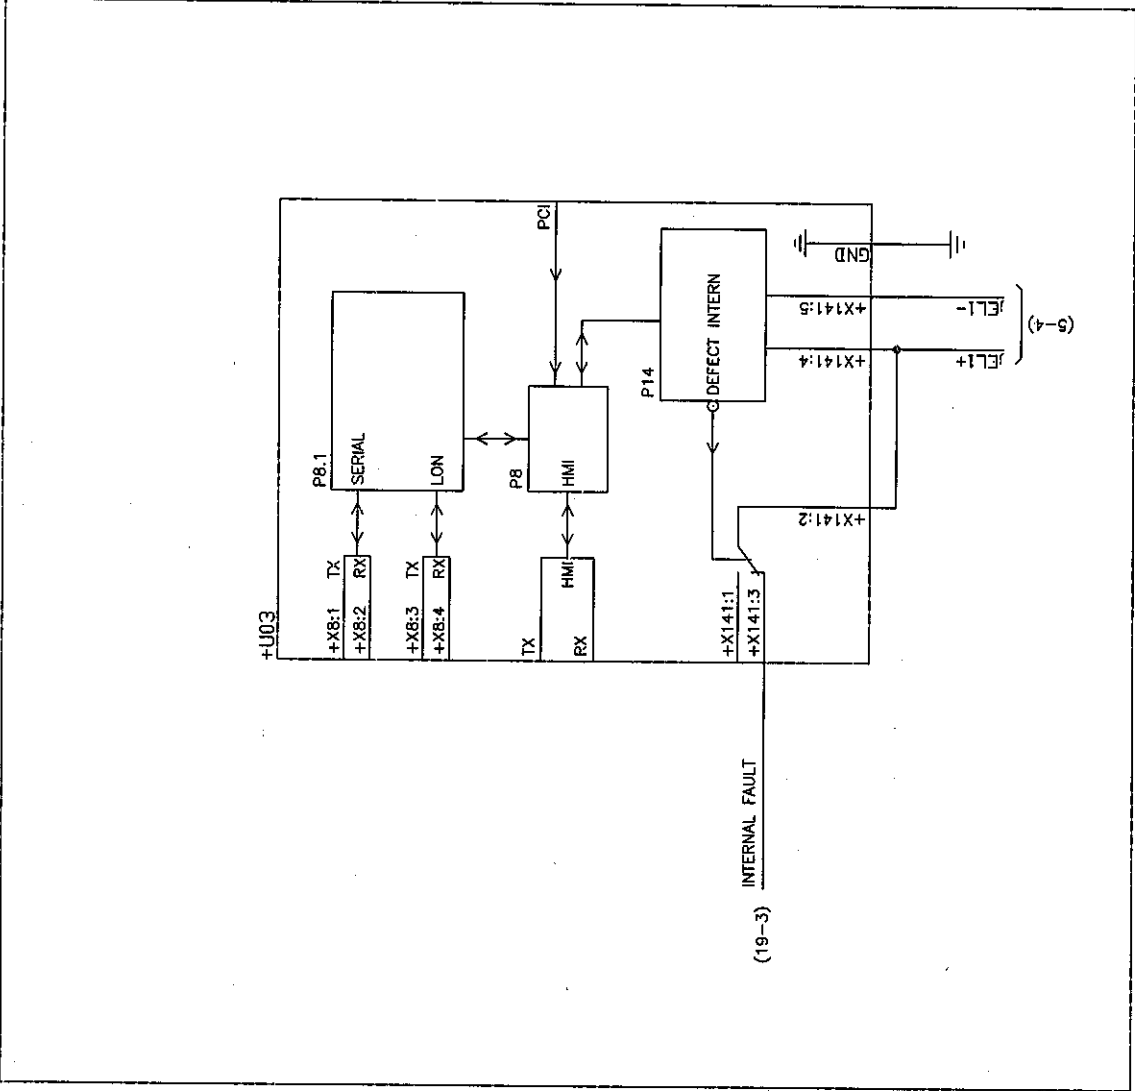 +U03
+X8:1 TX
+X8:2 RX
P8.1
SERIAL
+X8:3 TX
+X8:4 RX
LON
TX
RX
HMI
P8
HMI
PCI
+X141:1
+X141:3
P14
DEFECT INTERN
+X141:2
+X141:4
+X141:5
GND
jEL1+
jEL1-
(5-4)
INTERNAL FAULT
(19-3)